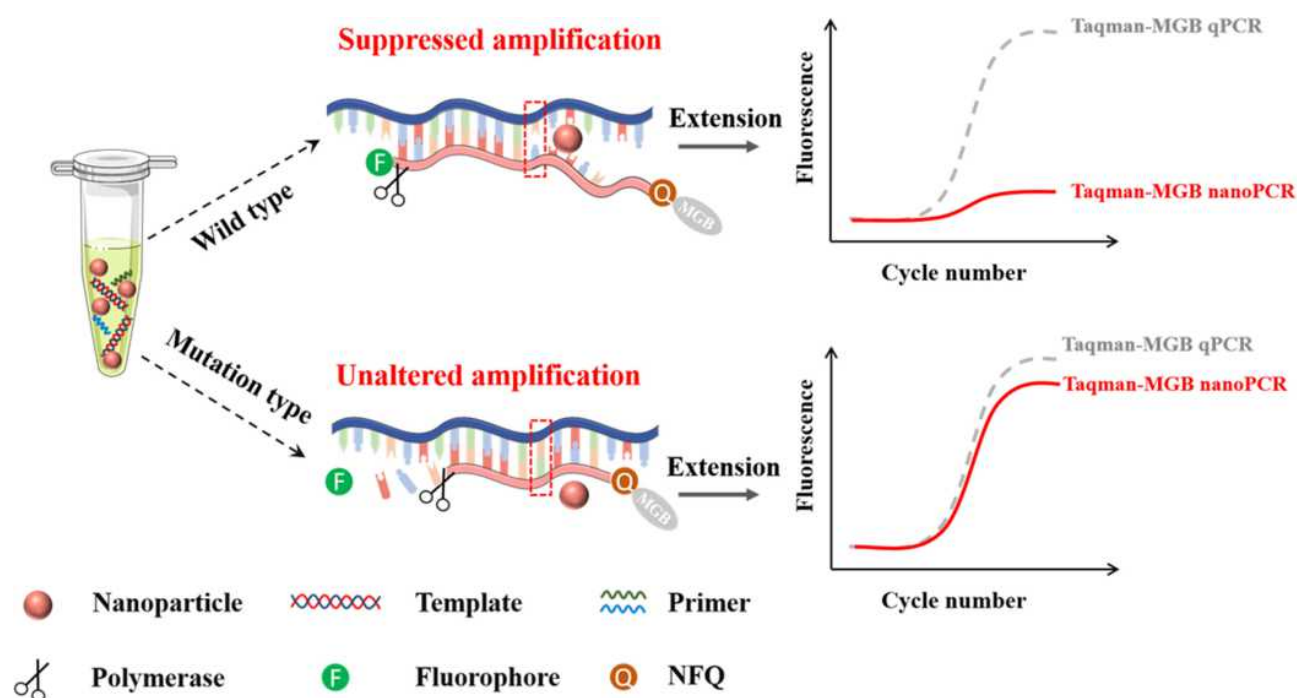 Suppressed amplification
F
Q
MGB
Extension
Wild type
Fluorescence
Taqman-MGB qPCR
Taqman-MGB nanoPCR
Cycle number
Mutation type
Unaltered amplification
F
Q
MGB
Extension
Fluorescence
Taqman-MGB qPCR
Taqman-MGB nanoPCR
Cycle number
Nanoparticle
Template
Primer
Polymerase
F
Fluorophore
Q
NFQ